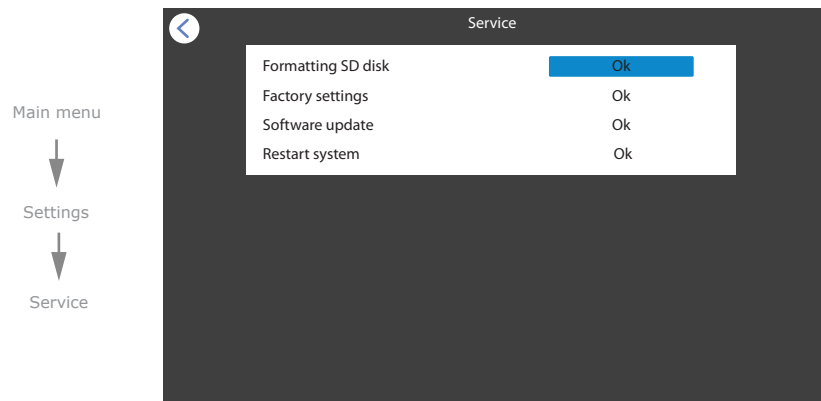 Main menu
Settings
Service
Service
Formatting SD disk Ok
Factory settings Ok
Software update Ok
Restart system Ok